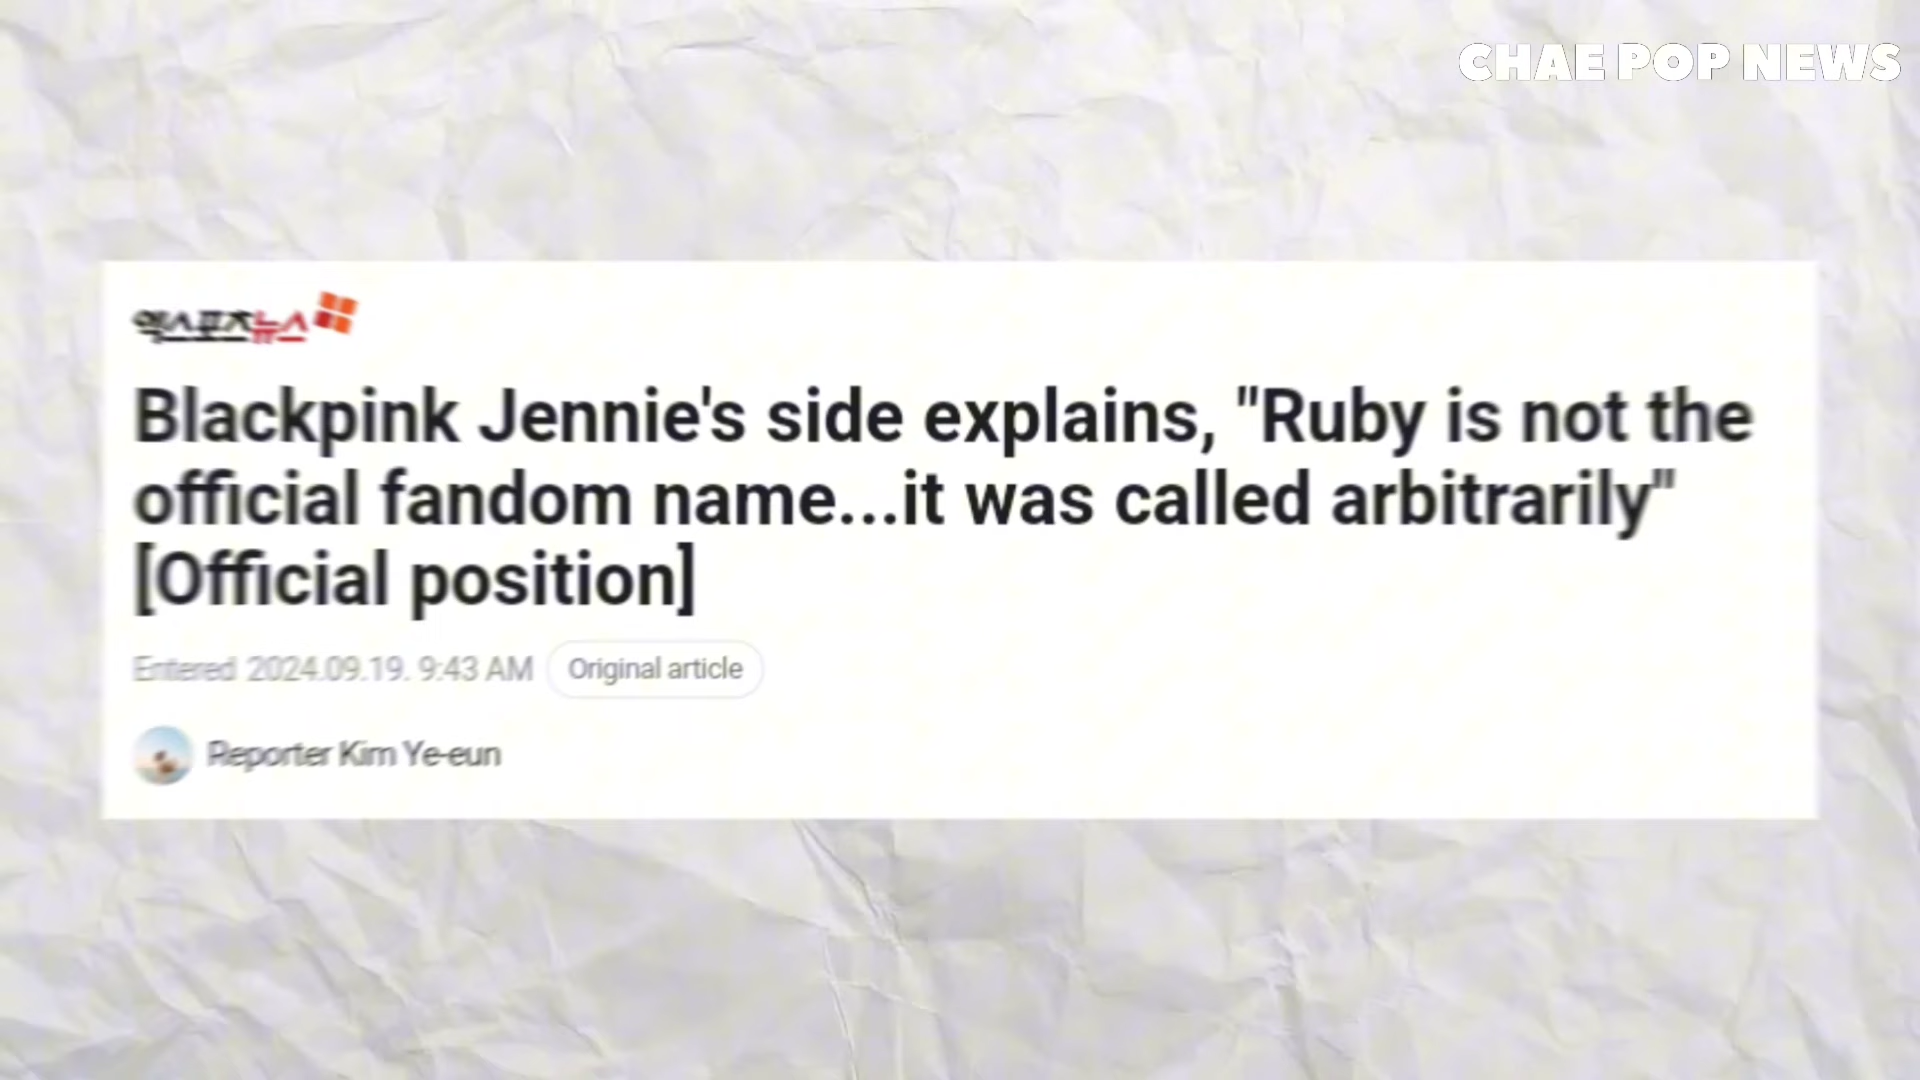 CHAE POP NEWS
엑스포츠뉴스
Blackpink Jennie's side explains, "Ruby is not the
official fandom name...it was called arbitrarily"
[Official position]
Entered 2024.09.19. 9:43 AM Original article
Reporter Kim Ye-eun